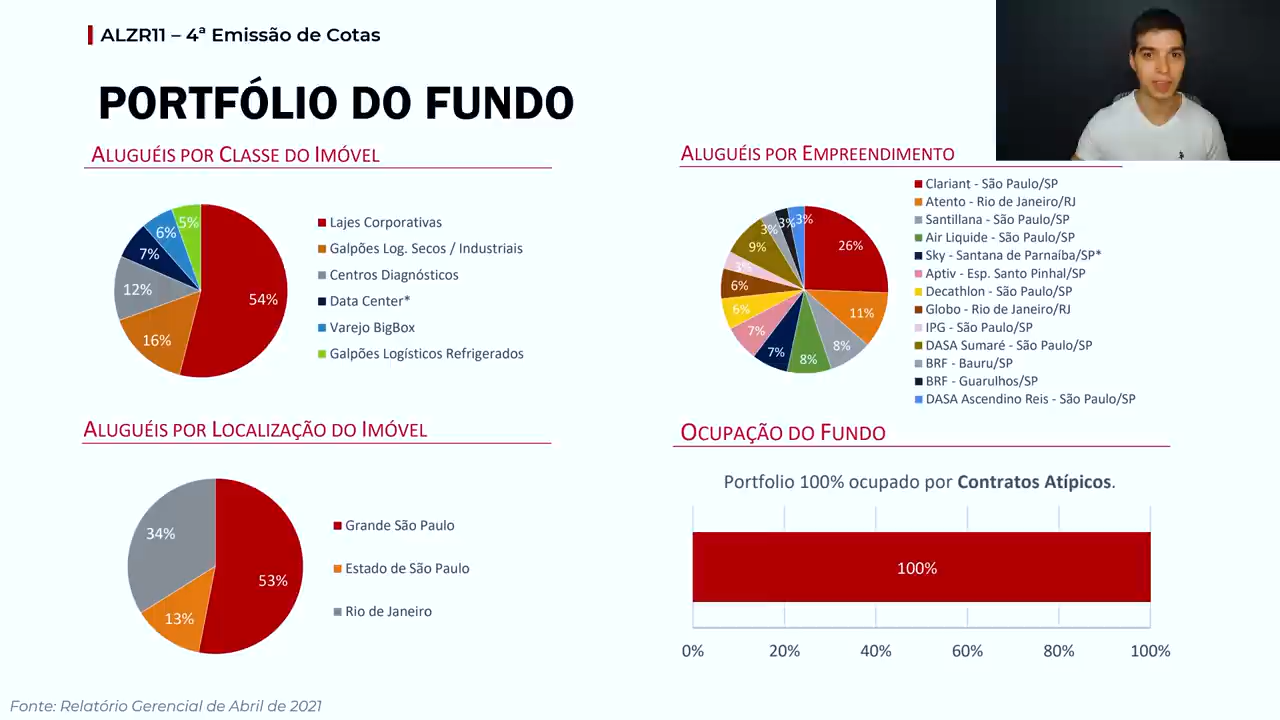 ALZR11 – 4ª Emissão de Cotas
PORTFÓLIO DO FUNDO
ALUGUÉIS POR CLASSE DO IMÓVEL
5%
6%
7%
12%
16%
54%
Lajes Corporativas
Galpões Log. Secos / Industriais
Centros Diagnósticos
Data Center*
Varejo BigBox
Galpões Logísticos Refrigerados
ALUGUÉIS POR EMPREENDIMENTO
3%
3%
3%
9%
3%
6%
6%
7%
7%
8%
8%
11%
26%
Clariant - São Paulo/SP
Atento - Rio de Janeiro/RJ
Santillana - São Paulo/SP
Air Liquide - São Paulo/SP
Sky - Santana de Parnaíba/SP*
Aptiv - Esp. Santo Pinhal/SP
Decathlon - São Paulo/SP
Globo - Rio de Janeiro/RJ
IPG - São Paulo/SP
DASA Sumaré - São Paulo/SP
BRF - Bauru/SP
BRF - Guarulhos/SP
DASA Ascendino Reis - São Paulo/SP
ALUGUÉIS POR LOCALIZAÇÃO DO IMÓVEL
34%
53%
13%
Grande São Paulo
Estado de São Paulo
Rio de Janeiro
OCUPAÇÃO DO FUNDO
Portfolio 100% ocupado por Contratos Atípicos.
100%
0% 20% 40% 60% 80% 100%
Fonte: Relatório Gerencial de Abril de 2021